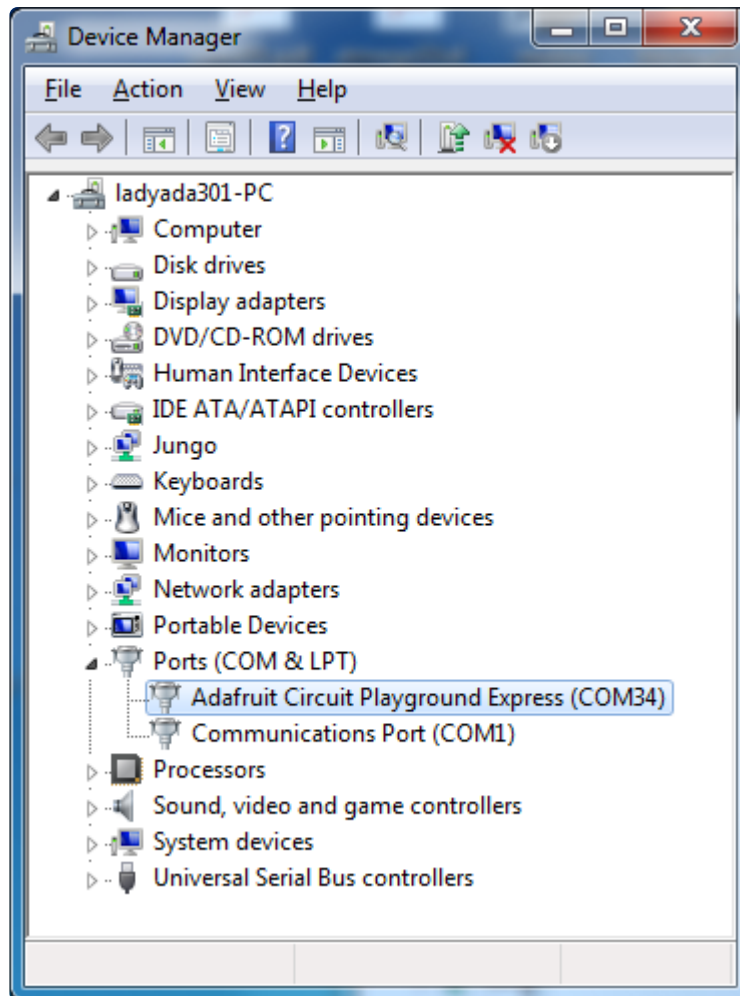 Device Manager
File Action View Help
ladyada301-PC
Computer
Disk drives
Display adapters
DVD/CD-ROM drives
Human Interface Devices
IDE ATA/ATAPI controllers
Jungo
Keyboards
Mice and other pointing devices
Monitors
Network adapters
Portable Devices
Ports (COM & LPT)
Adafruit Circuit Playground Express (COM34)
Communications Port (COM1)
Processors
Sound, video and game controllers
System devices
Universal Serial Bus controllers